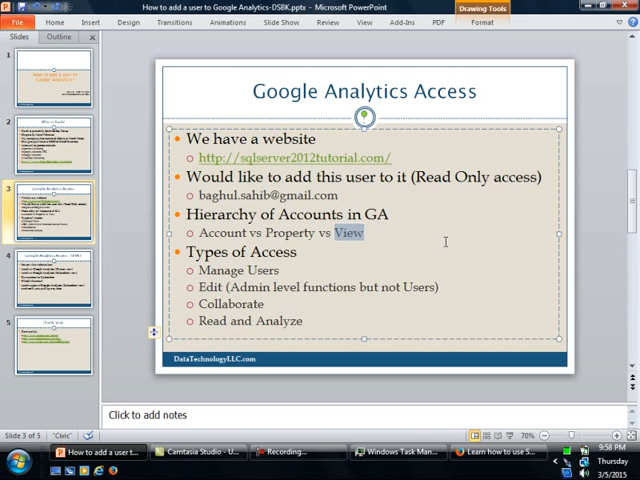 How to add a user to Google Analytics-DSBK.pptx - Microsoft PowerPoint
Drawing Tools
File Home Insert Design Transitions Animations Slide Show Review View Add-Ins PDF Format
Slides Outline
1
2
3
4
5
Google Analytics Access
We have a website
http://sqlserver2012tutorial.com/
Would like to add this user to it (Read Only access)
baghul.sahib@gmail.com
Hierarchy of Accounts in GA
Account vs Property vs View
Types of Access
Manage Users
Edit (Admin level functions but not Users)
Collaborate
Read and Analyze
DataTechnologyLLC.com
Click to add notes
Slide 3 of 5 "Civic" 70%
How to add a user t... Camtasia Studio - U... Recording... Windows Task Man... Learn how to use S...
9:58 PM
Thursday
3/5/2015